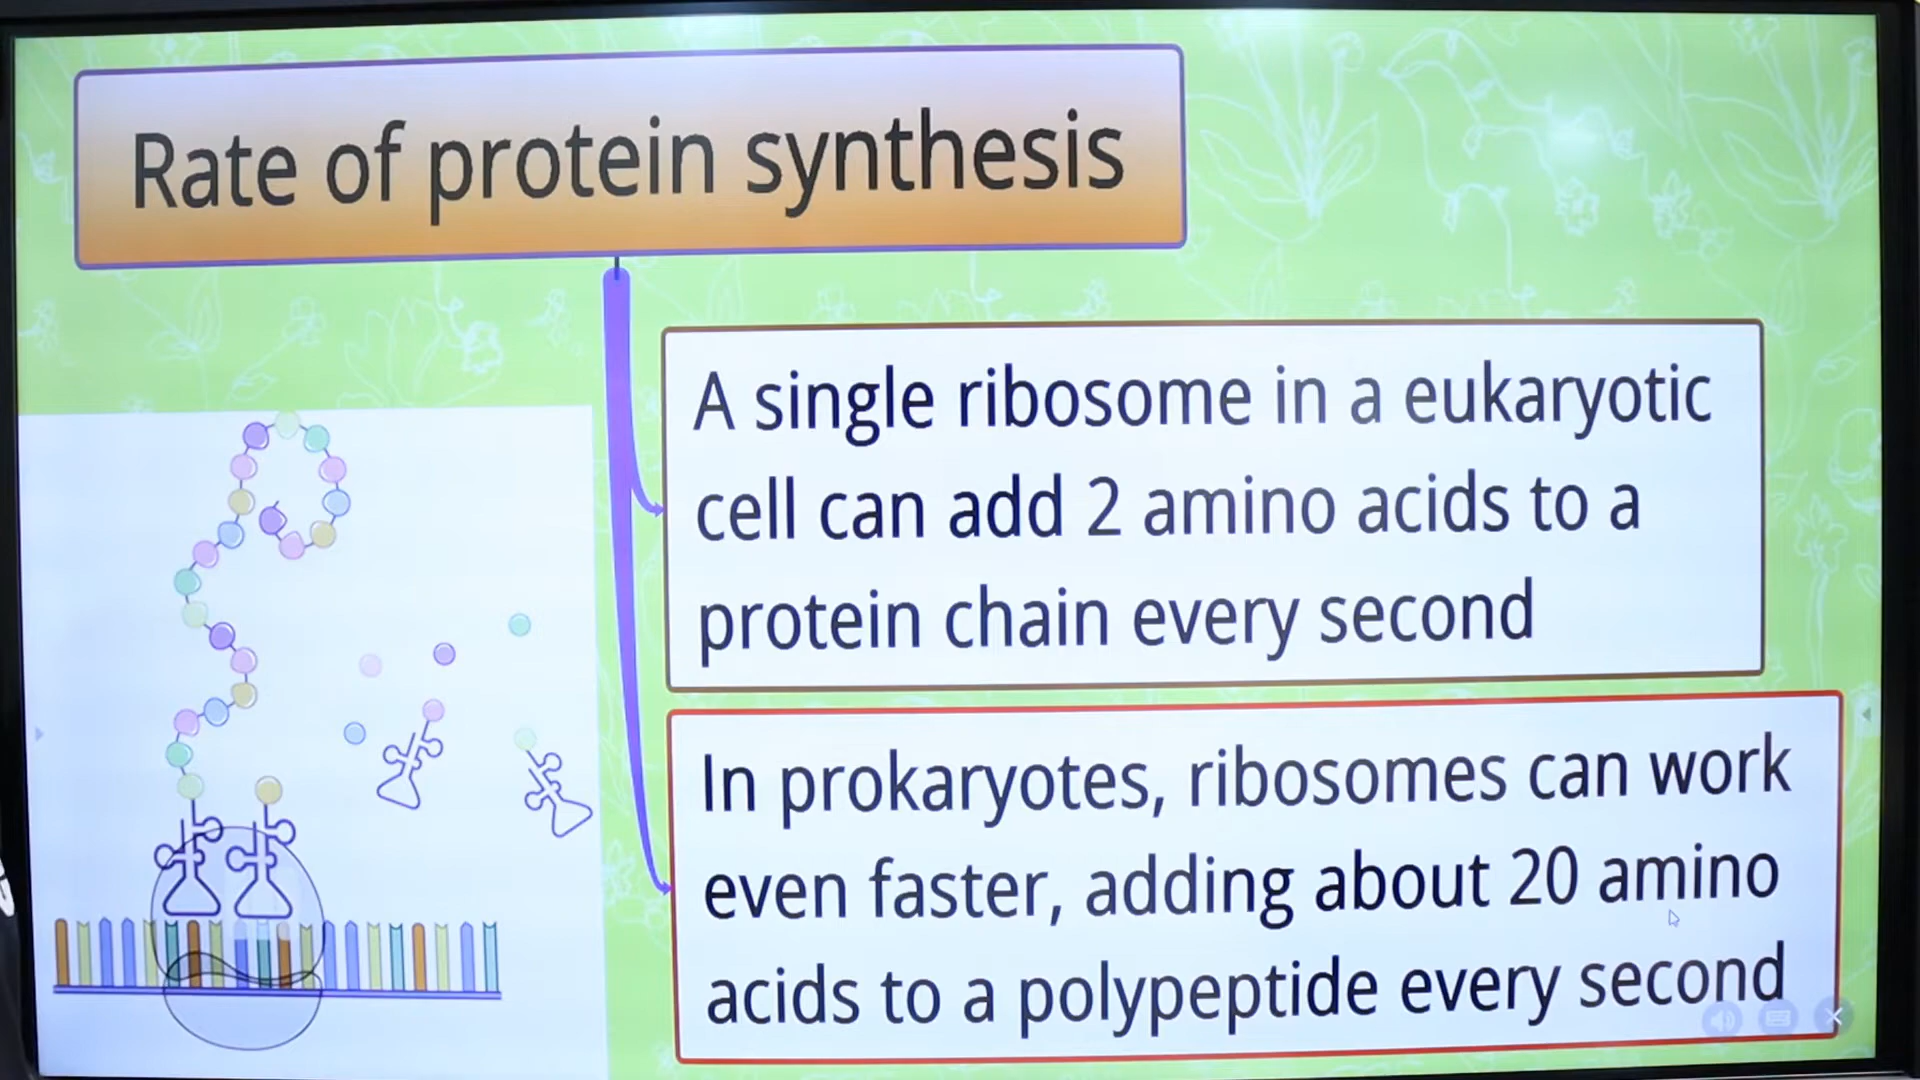 Rate of protein synthesis
A single ribosome in a eukaryotic
cell can add 2 amino acids to a
protein chain every second
In prokaryotes, ribosomes can work
even faster, adding about 20 amino
acids to a polypeptide every second